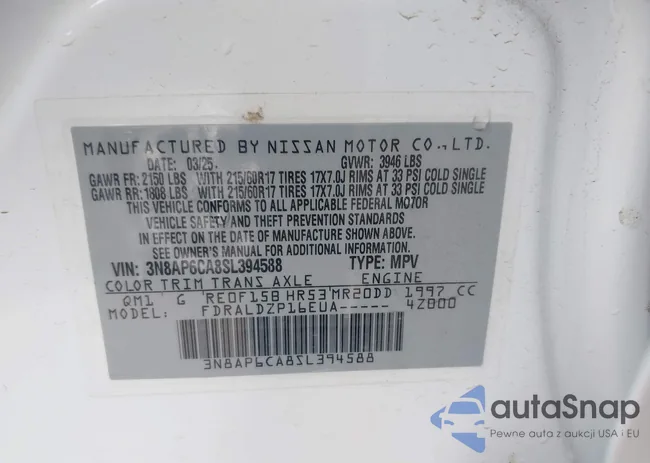 MANUFACTURED BY NISSAN MOTOR CO.,LTD.
DATE: 03/25 GVWR: 3946 LBS
GAWR FR: 2150 LBS WITH 215/60R17 TIRES 17X7.0J RIMS AT 33 PSI COLD SINGLE
GAWR RR: 1808 LBS WITH 215/60R17 TIRES 17X7.0J RIMS AT 33 PSI COLD SINGLE
THIS VEHICLE CONFORMS TO ALL APPLICABLE FEDERAL MOTOR
VEHICLE SAFETY AND THEFT PREVENTION STANDARDS
IN EFFECT ON THE DATE OF MANUFACTURE SHOWN ABOVE.
SEE OWNER'S MANUAL FOR ADDITIONAL INFORMATION
VIN: 3N8AP6CA8SL394588 TYPE: MPV
COLOR TRIM TRANS AXLE ENGINE
QM1 G RE0F15B HR53 MR20DD 1997 CC
MODEL: FDRALDZP16EUA- 4Z800
3N8AP6CA8SL394588
autaSnap
Pewne auta z aukcji USA i EU